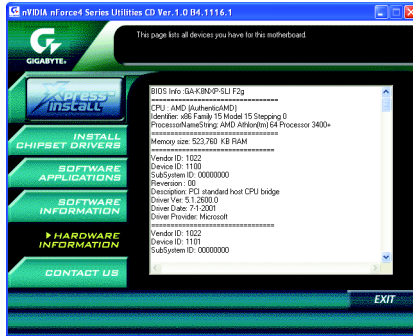 nVIDIA nForce4 Series Utilities CD Ver.1.0 B4.1116.1
This page lists all devices you have for this motherboard.
GIGABYTE
Xpress-
Install
INSTALL
CHIPSET DRIVERS
SOFTWARE
APPLICATIONS
SOFTWARE
INFORMATION
HARDWARE
INFORMATION
CONTACT US
BIOS Info :GA-K8NXP-SLI F2g
==================================
CPU : AMD (AuthenticAMD)
Identifier: x86 Family 15 Model 15 Stepping 0
ProcessorNameString: AMD Athlon(tm) 64 Processor 3400+
==================================
Memory size: 523,760 KB RAM
==================================
Vendor ID: 1022
Device ID: 1100
SubSystem ID: 00000000
Reversion : 00
Description: PCI standard host CPU bridge
Driver Ver: 5.1.2600.0
Driver Date: 7-1-2001
Driver Provider: Microsoft
==================================
Vendor ID: 1022
Device ID: 1101
SubSystem ID: 00000000
EXIT